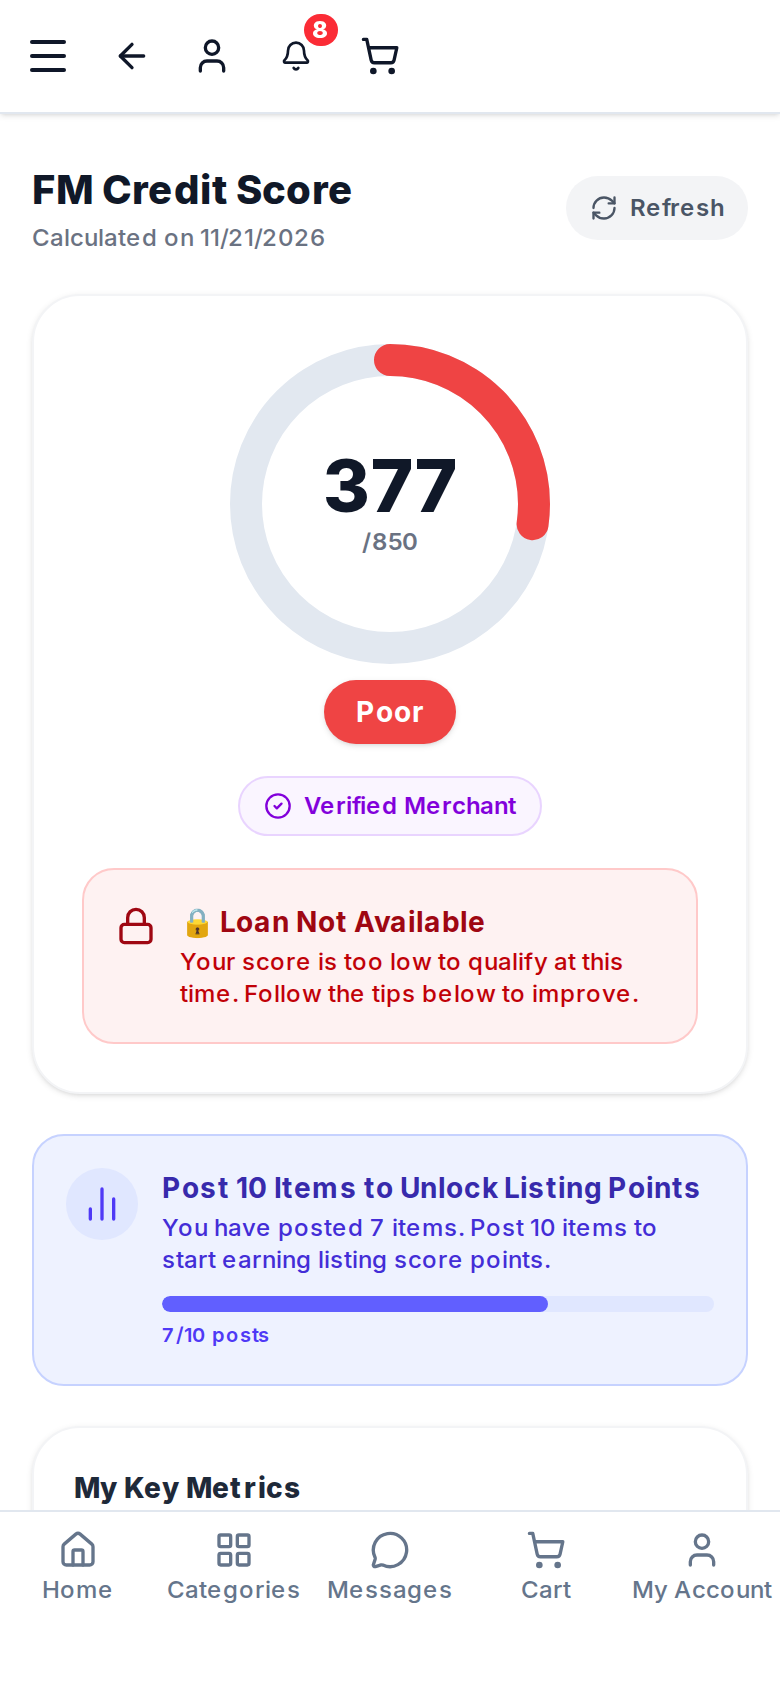 8
FM Credit Score
Calculated on 11/21/2026
Refresh
377
/850
Poor
Verified Merchant
🔒 Loan Not Available
Your score is too low to qualify at this
time. Follow the tips below to improve.
Post 10 Items to Unlock Listing Points
You have posted 7 items. Post 10 items to
start earning listing score points.
7/10 posts
My Key Metrics
Home
Categories
Messages
Cart
My Account